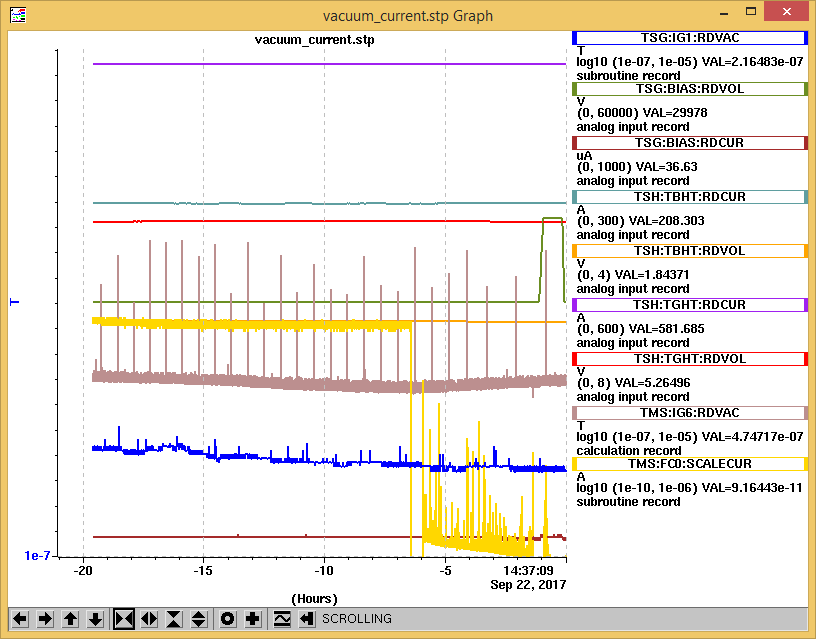 vacuum_current.stp Graph
vacuum_current.stp
TSG:IG1:RDVAC
T
log10 (1e-07, 1e-05) VAL=2.16483e-07
subroutine record
TSG:BIAS:RDVOL
V
(0, 60000) VAL=29978
analog input record
TSG:BIAS:RDCUR
uA
(0, 1000) VAL=36.63
analog input record
TSH:TBHT:RDCUR
A
(0, 300) VAL=208.303
analog input record
TSH:TBHT:RDVOL
V
(0, 4) VAL=1.84371
analog input record
TSH:TGHT:RDCUR
A
(0, 600) VAL=581.685
analog input record
TSH:TGHT:RDVOL
V
(0, 8) VAL=5.26496
analog input record
TMS:IG6:RDVAC
T
log10 (1e-07, 1e-05) VAL=4.74717e-07
calculation record
TMS:FC0:SCALECUR
A
log10 (1e-10, 1e-06) VAL=9.16443e-11
subroutine record
T
1e-7
-20 -15 -10 -5 14:37:09
Sep 22, 2017
(Hours)
SCROLLING